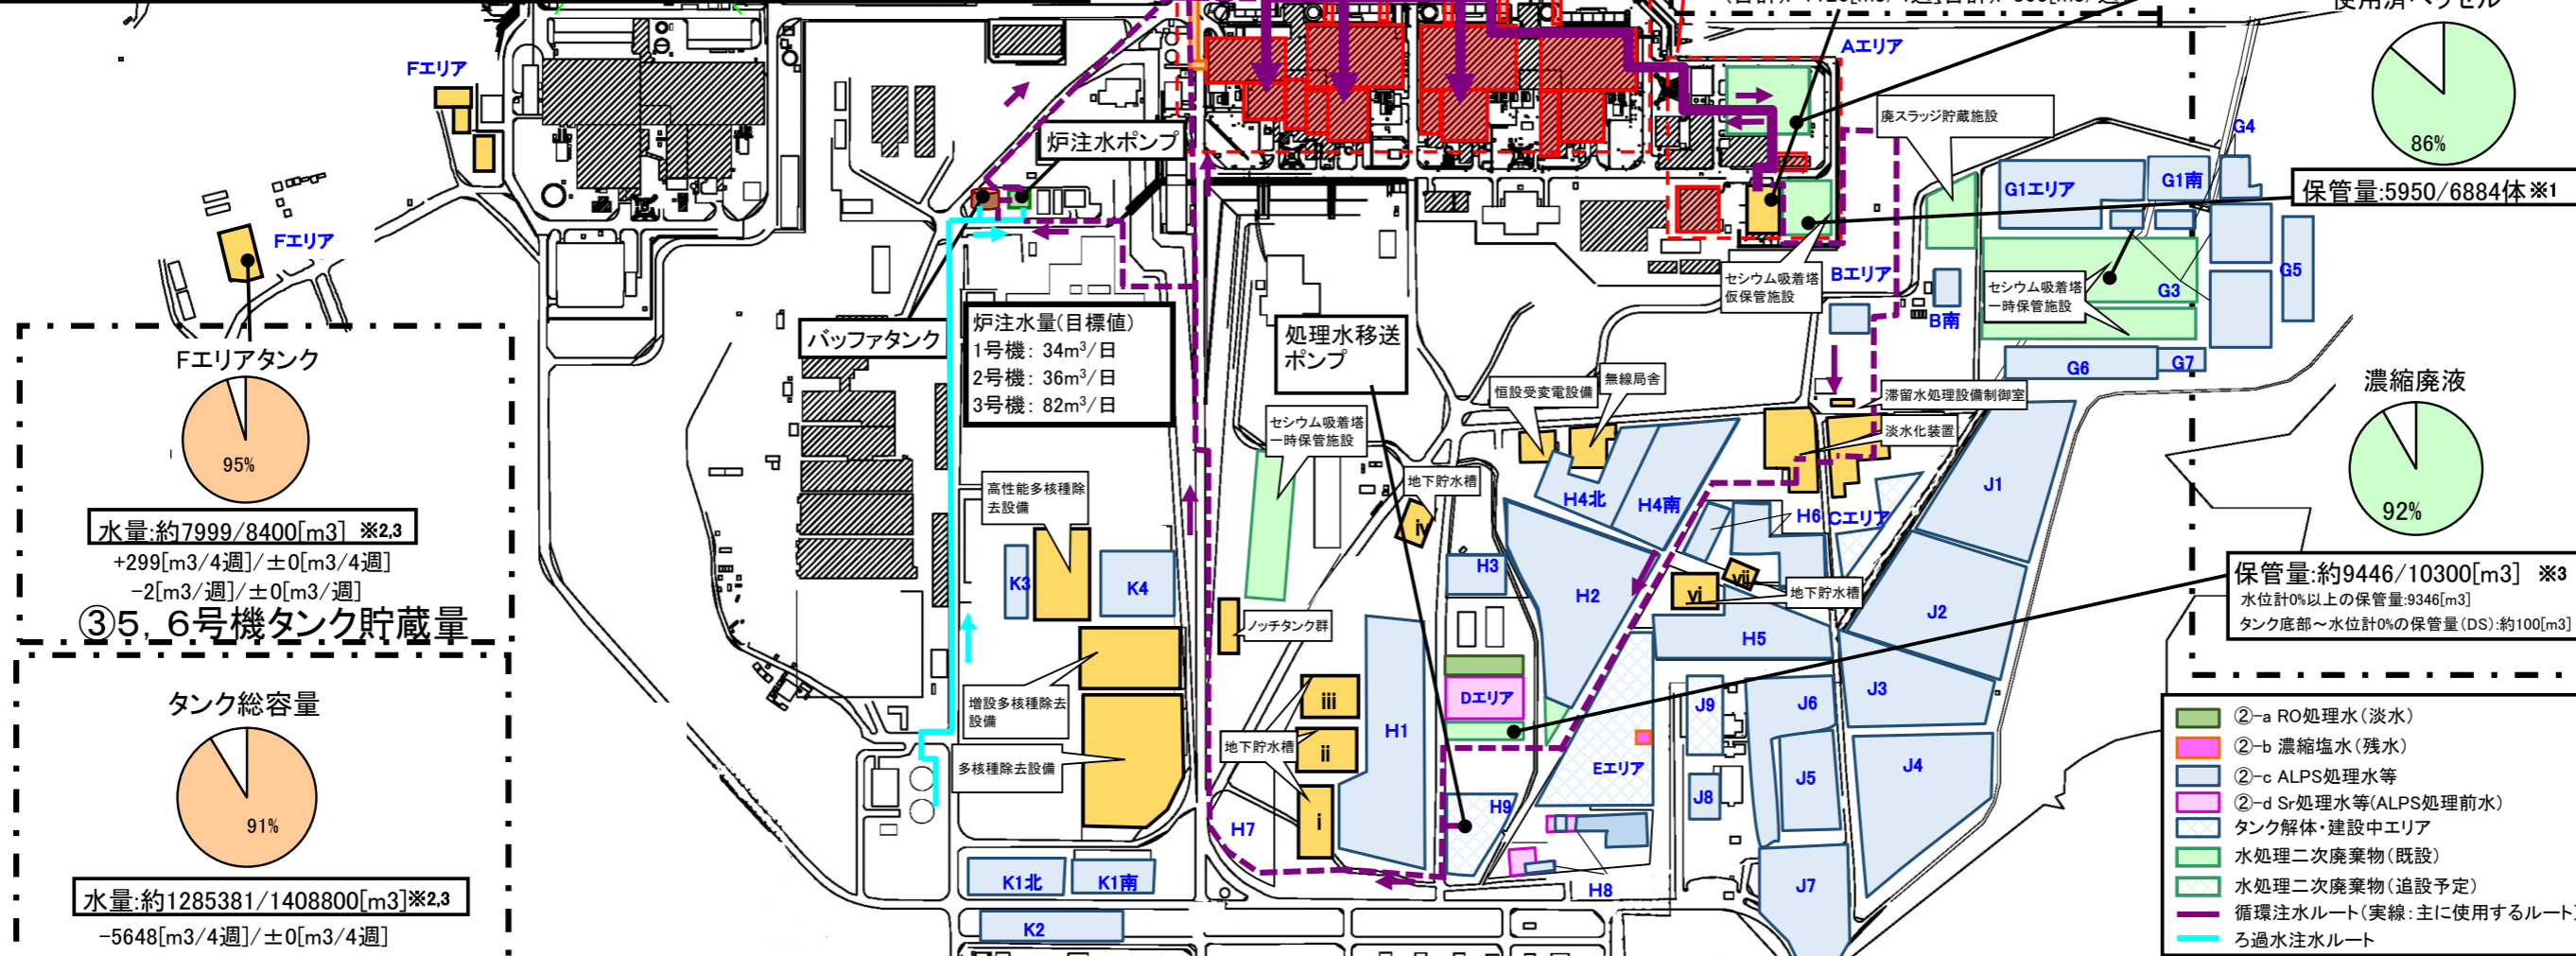 使用済ベッセル
86%
保管量:5950/6884体※1
Aエリア
Fエリア
Fエリア
炉注水ポンプ
廃スラッジ貯蔵施設
G4
G1エリア
G1南
セシウム吸着塔
仮保管施設
Bエリア
B南
セシウム吸着塔
一時保管施設
G3
G5
G6
G7
Fエリアタンク
95%
水量:約7999/8400[m3] ※2,3
+299[m3/4週]/±0[m3/4週]
-2[m3/週]/±0[m3/週]
③5，6号機タンク貯蔵量
バッファタンク
炉注水量(目標値)
1号機: 34m³/日
2号機: 36m³/日
3号機: 82m³/日
処理水移送
ポンプ
恒設受変電設備
無線局舎
滞留水処理設備制御室
淡水化装置
濃縮廃液
92%
保管量:約9446/10300[m3] ※3
水位計0%以上の保管量:9346[m3]
タンク底部～水位計0%の保管量(DS):約100[m3]
セシウム吸着塔
一時保管施設
地下貯水槽
iv
高性能多核種除
去設備
K3
K4
H4北
H4南
H6
Cエリア
J1
H3
H2
vi
vii
地下貯水槽
J2
H5
ノッチタンク群
増設多核種除去
設備
多核種除去設備
iii
ii
i
地下貯水槽
H1
Dエリア
Eエリア
J9
J6
J3
J8
J5
J4
H9
H7
H8
J7
K1北
K1南
K2
タンク総容量
91%
水量:約1285381/1408800[m3]※2,3
-5648[m3/4週]/±0[m3/4週]
②-a RO処理水(淡水)
②-b 濃縮塩水(残水)
②-c ALPS処理水等
②-d Sr処理水等(ALPS処理前水)
タンク解体・建設中エリア
水処理二次廃棄物(既設)
水処理二次廃棄物(追設予定)
循環注水ルート(実線:主に使用するルート)
ろ過水注水ルート